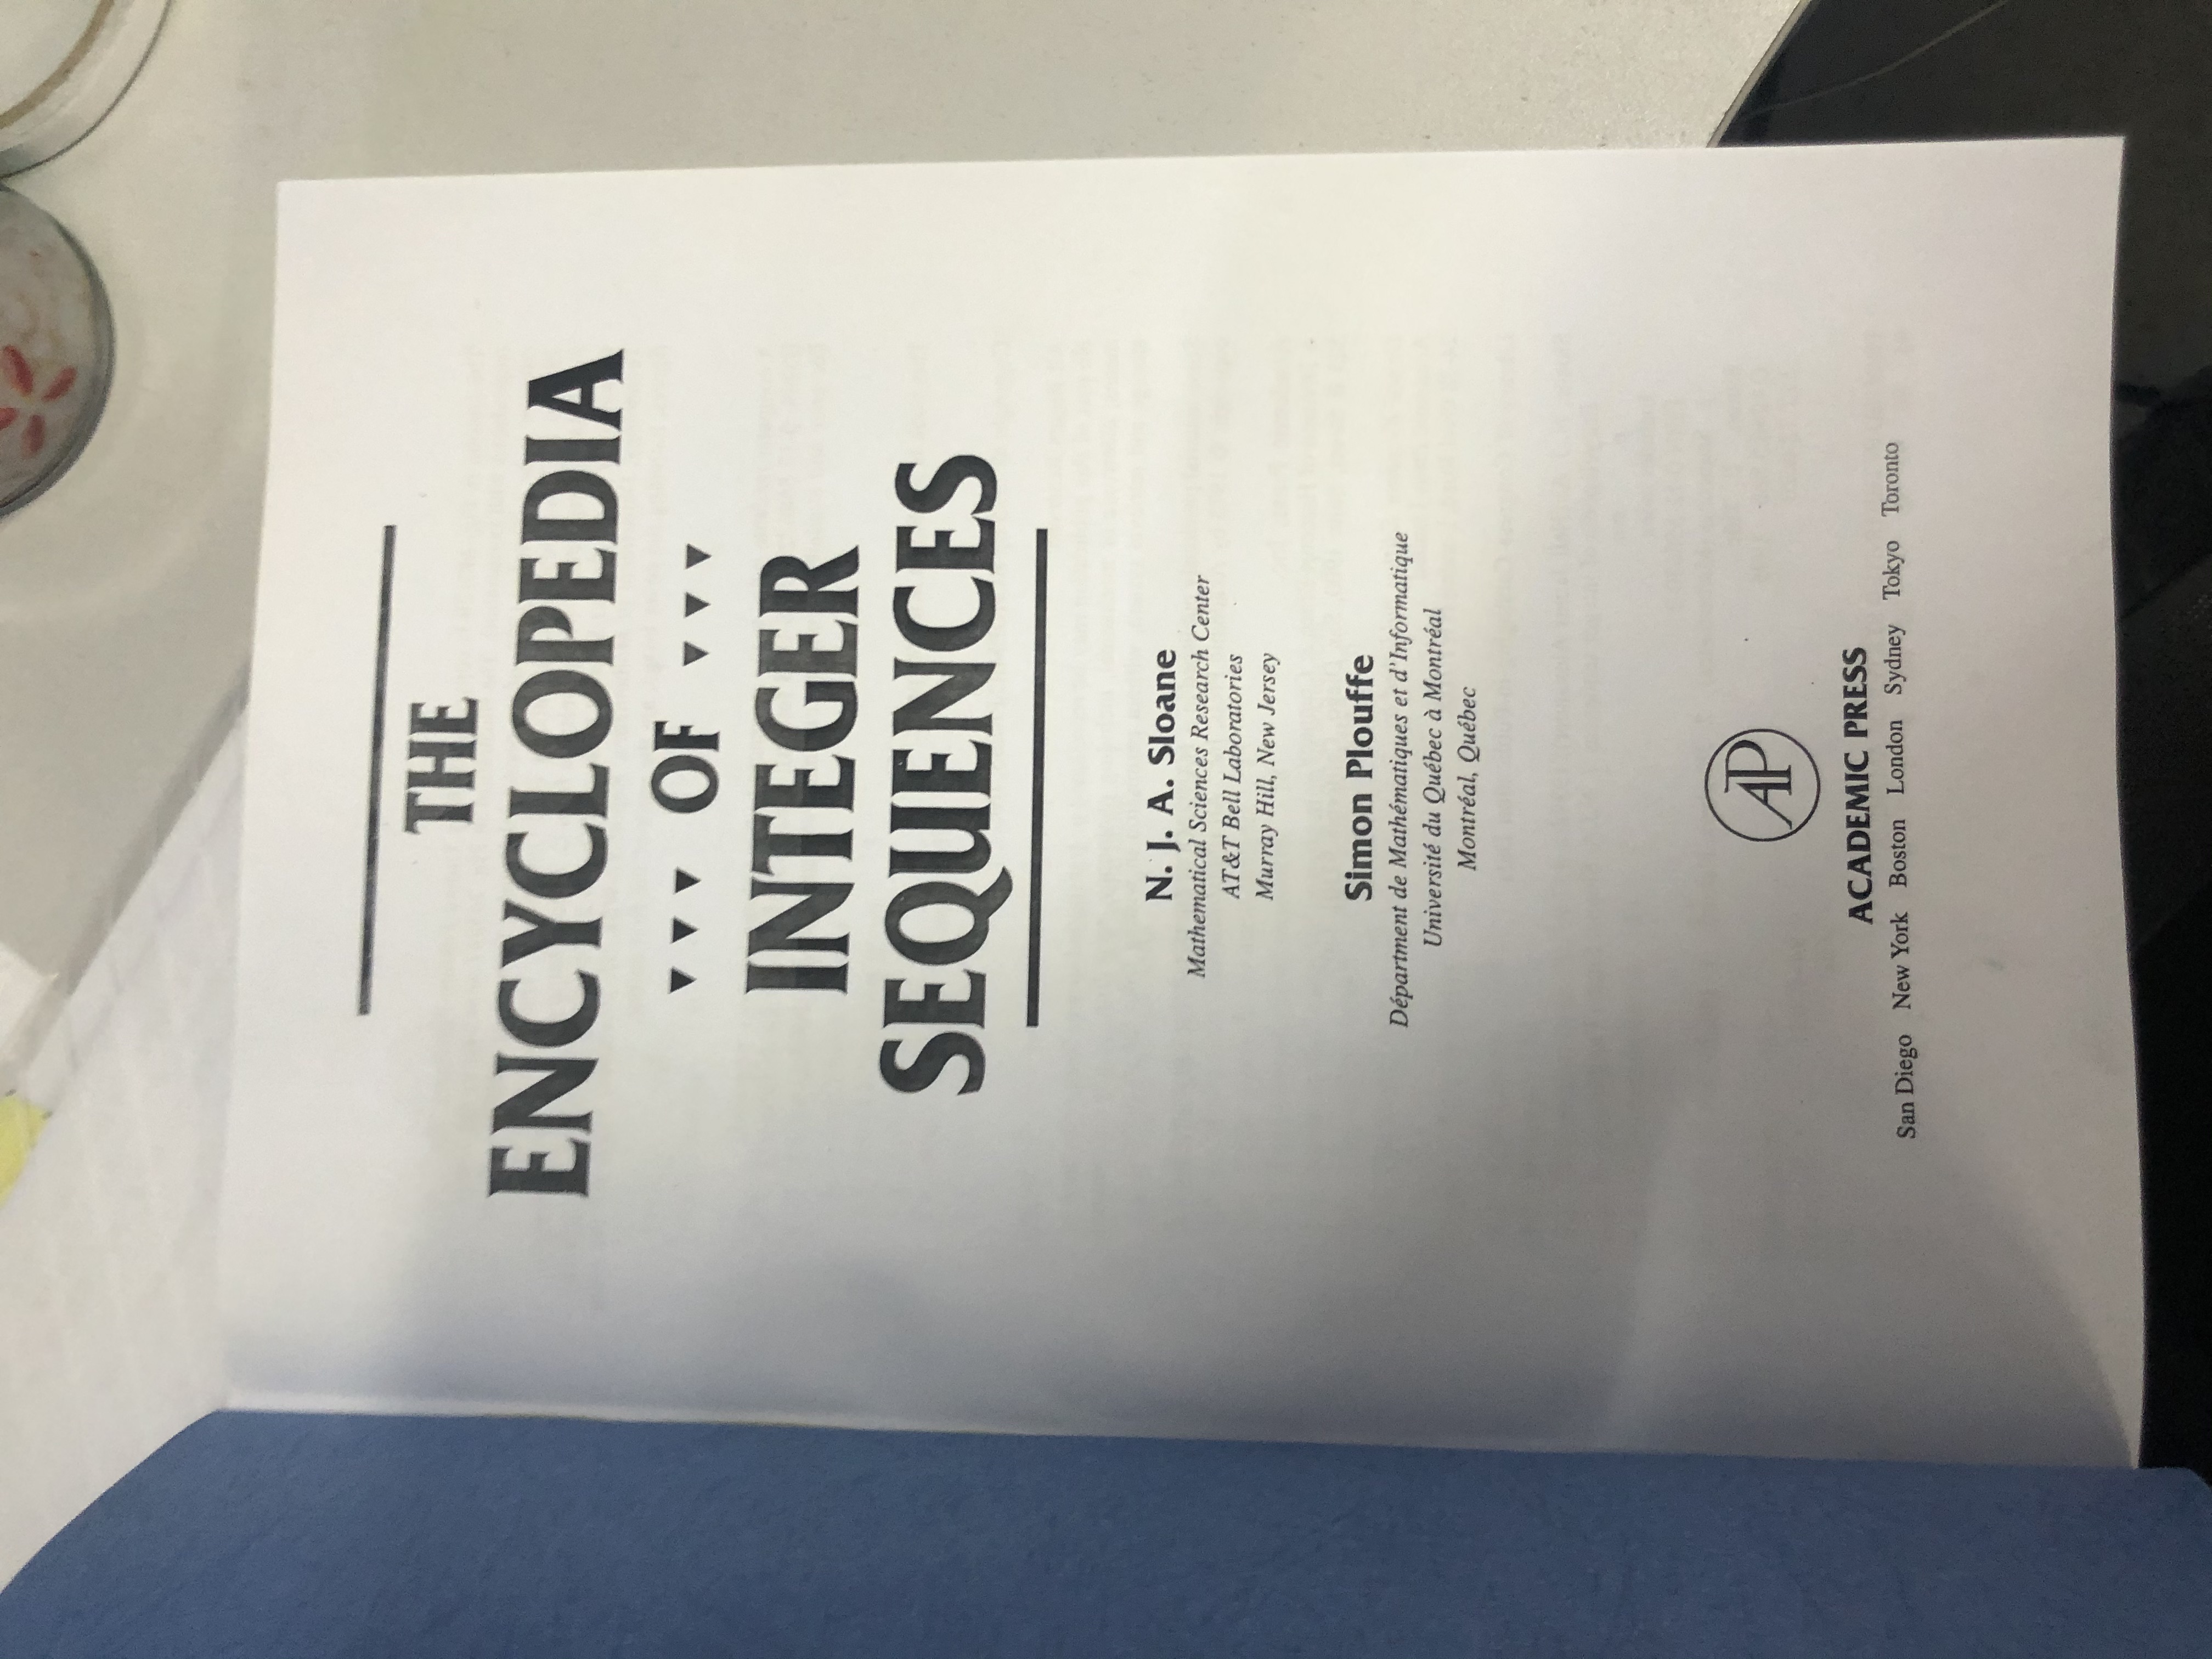 THE
ENCYCLOPEDIA
▼ ▼ ▼ OF ▼ ▼ ▼
INTEGER
SEQUENCES
N. J. A. Sloane
Mathematical Sciences Research Center
AT&T Bell Laboratories
Murray Hill, New Jersey
Simon Plouffe
Départment de Mathématiques et d'Informatique
Université du Québec à Montréal
Montréal, Québec
AP
ACADEMIC PRESS
San Diego New York Boston London Sydney Tokyo Toronto